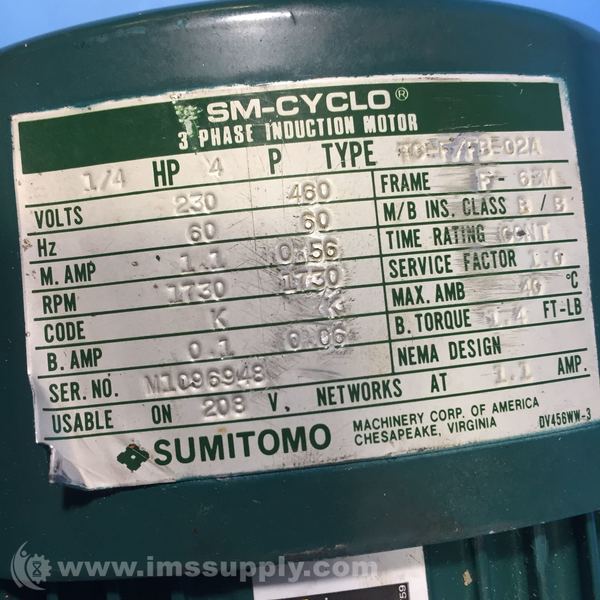 SM-CYCLO®
3 PHASE INDUCTION MOTOR
1/4 HP 4 P TYPE
VOLTS 230 460
Hz 60 60
M. AMP 1.1 0.56
RPM 1730 1730
CODE K K
B. AMP 0.1 0.06
SER. NO. M1096948
USABLE ON 208 V. NETWORKS AT 1.1 AMP.
FRAME
M/B INS. CLASS B / B
TIME RATING CONT
SERVICE FACTOR 1.0
MAX. AMB 40 °C
B. TORQUE 1.4 FT-LB
NEMA DESIGN
SUMITOMO
MACHINERY CORP. OF AMERICA
CHESAPEAKE, VIRGINIA
DV456WW-3
www.imssupply.com
59